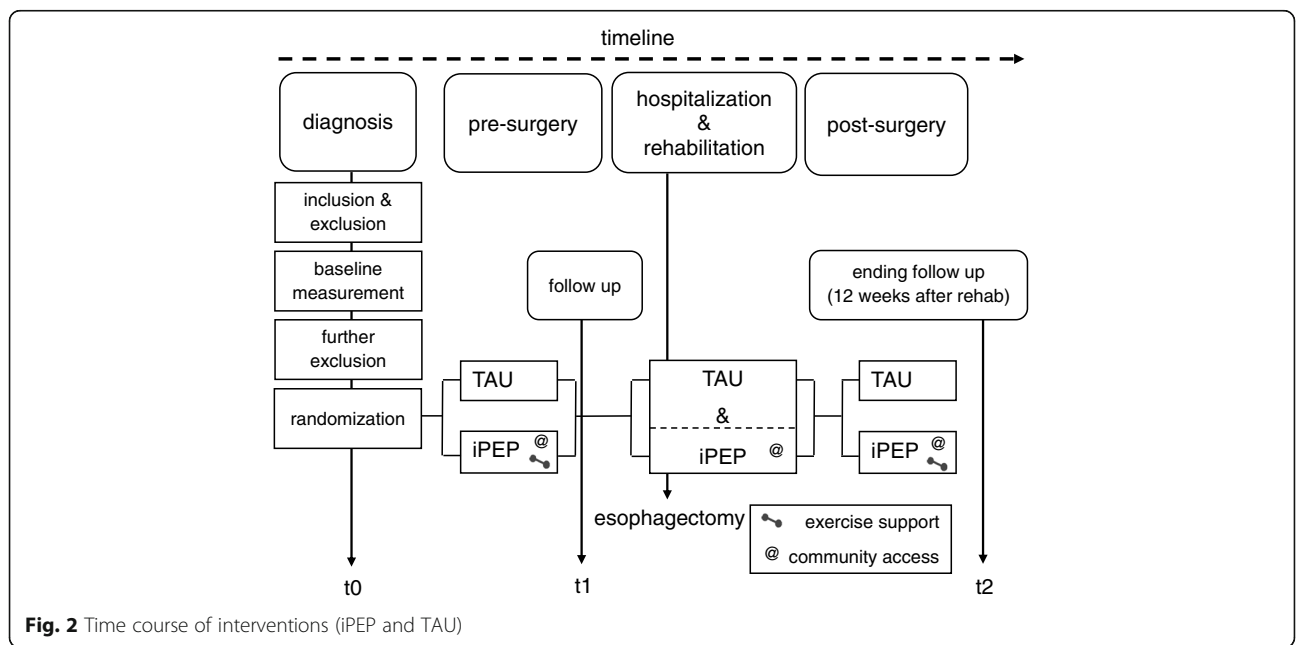 timeline
diagnosis
pre-surgery
hospitalization
&
rehabilitation
post-surgery
inclusion &
exclusion
baseline
measurement
further
exclusion
randomization
follow up
ending follow up
(12 weeks after rehab)
TAU
iPEP @
TAU
&
iPEP @
TAU
iPEP @
esophagectomy
exercise support
@ community access
t0
t1
t2
Fig. 2 Time course of interventions (iPEP and TAU)